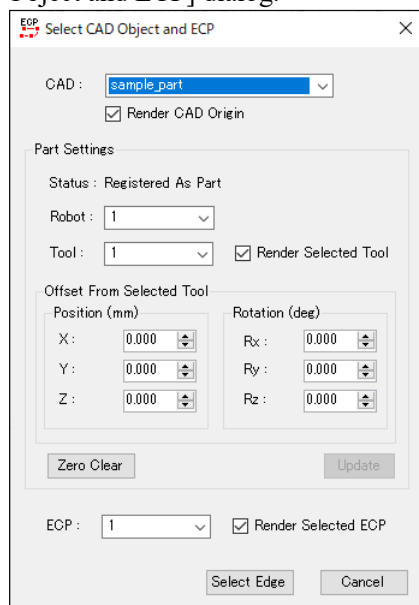 Object and ECP] dialog.
ECP Select CAD Object and ECP
CAD : sample_part
Render CAD Origin
Part Settings
Status : Registered As Part
Robot : 1
Tool : 1 Render Selected Tool
Offset From Selected Tool
Position (mm) Rotation (deg)
X : 0.000 Rx : 0.000
Y : 0.000 Ry : 0.000
Z : 0.000 Rz : 0.000
Zero Clear Update
ECP : 1 Render Selected ECP
Select Edge Cancel